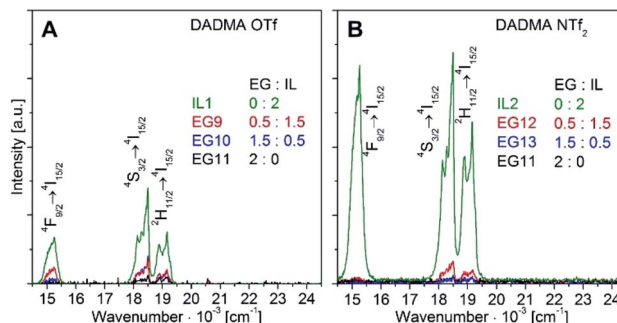 A
DADMA OTf
EG : IL
IL1 0 : 2
EG9 0.5 : 1.5
EG10 1.5 : 0.5
EG11 2 : 0
⁴F₉/₂→⁴I₁₅/₂
⁴S₃/₂→⁴I₁₅/₂
²H₁₁/₂→⁴I₁₅/₂
Intensity [a.u.]
15 16 17 18 19 20 21 22 23 24
Wavenumber · 10⁻³ [cm⁻¹]
B
DADMA NTf₂
EG : IL
IL2 0 : 2
EG12 0.5 : 1.5
EG13 1.5 : 0.5
EG11 2 : 0
⁴F₉/₂→⁴I₁₅/₂
⁴S₃/₂→⁴I₁₅/₂
²H₁₁/₂→⁴I₁₅/₂
15 16 17 18 19 20 21 22 23 24
Wavenumber · 10⁻³ [cm⁻¹]